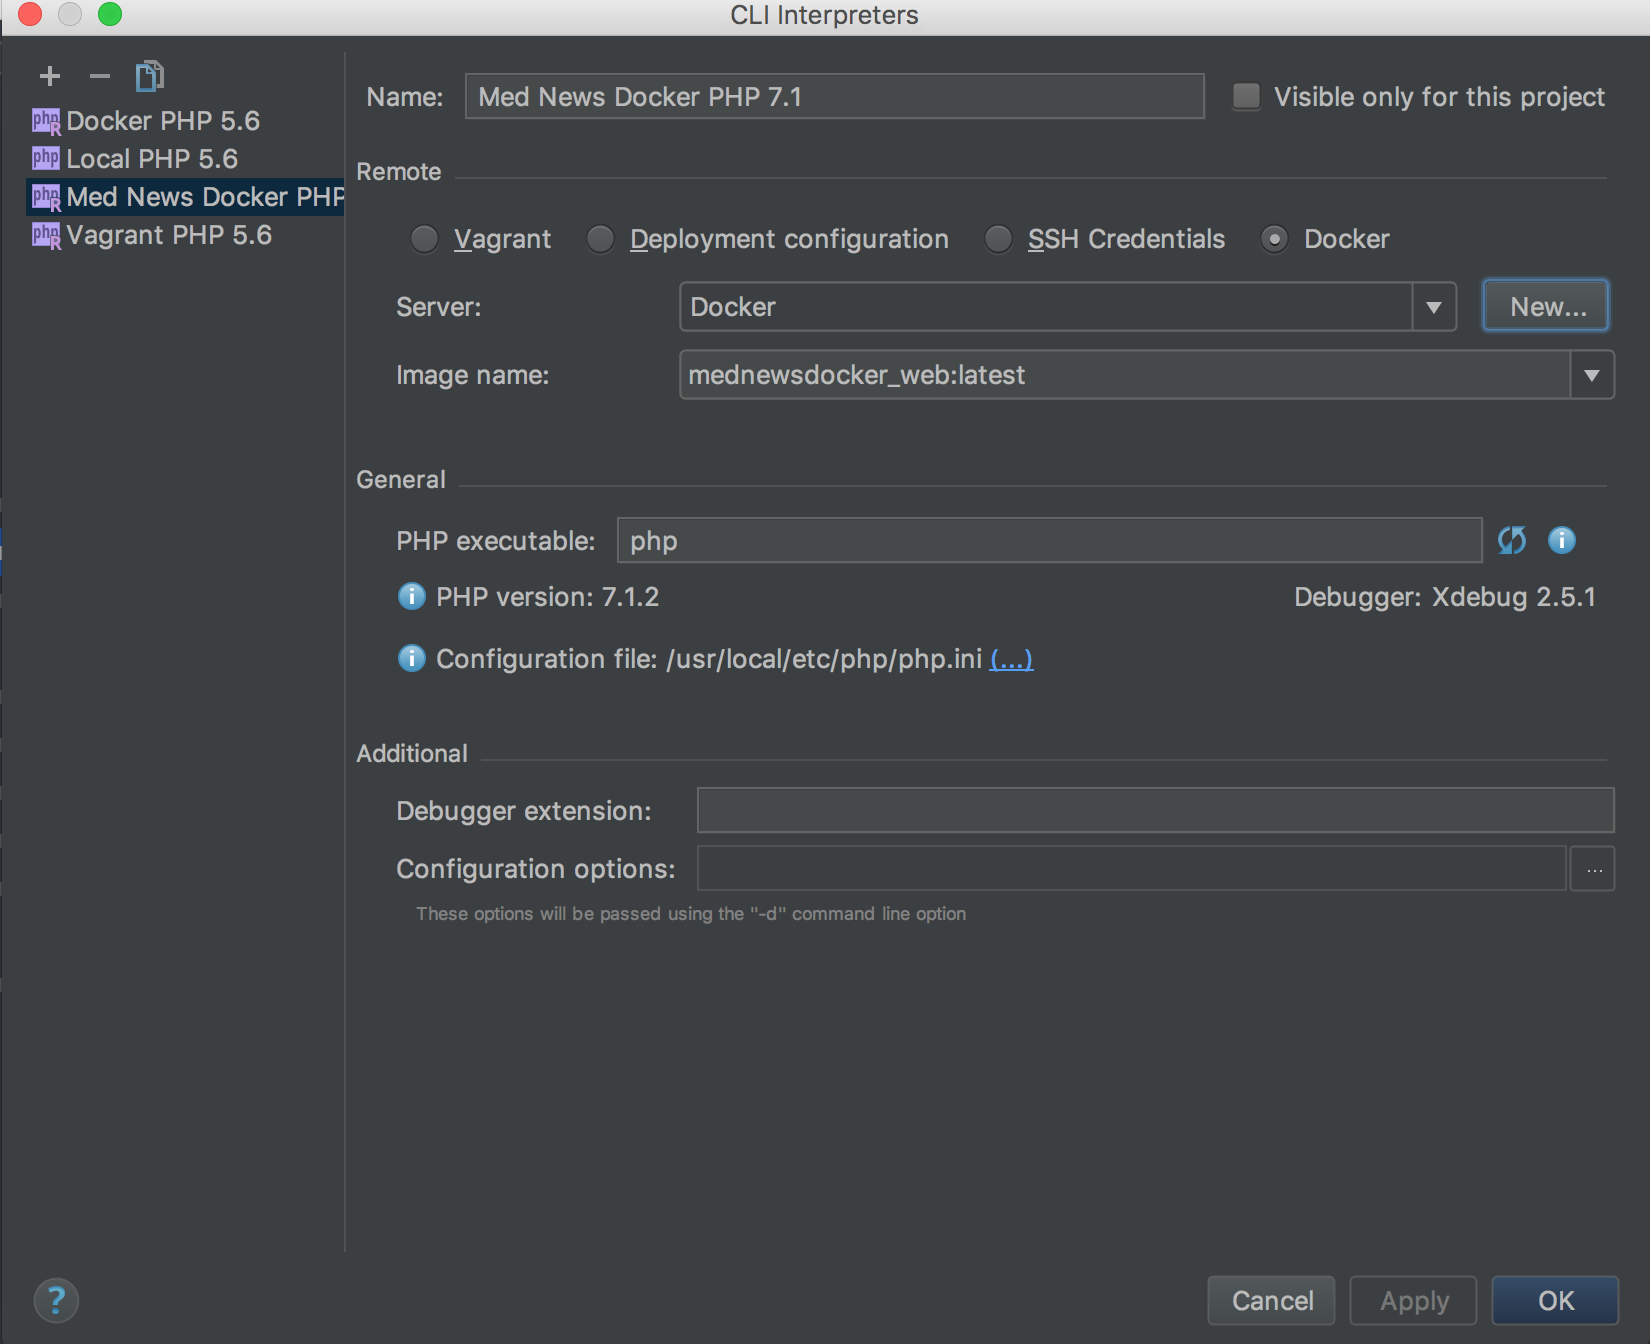 CLI Interpreters
Docker PHP 5.6
Local PHP 5.6
Med News Docker PHP
Vagrant PHP 5.6
Name: Med News Docker PHP 7.1 Visible only for this project
Remote
Vagrant Deployment configuration SSH Credentials Docker
Server: Docker New...
Image name: mednewsdocker_web:latest
General
PHP executable: php
PHP version: 7.1.2 Debugger: Xdebug 2.5.1
Configuration file: /usr/local/etc/php/php.ini (...)
Additional
Debugger extension:
Configuration options: ...
These options will be passed using the "-d" command line option
? Cancel Apply OK